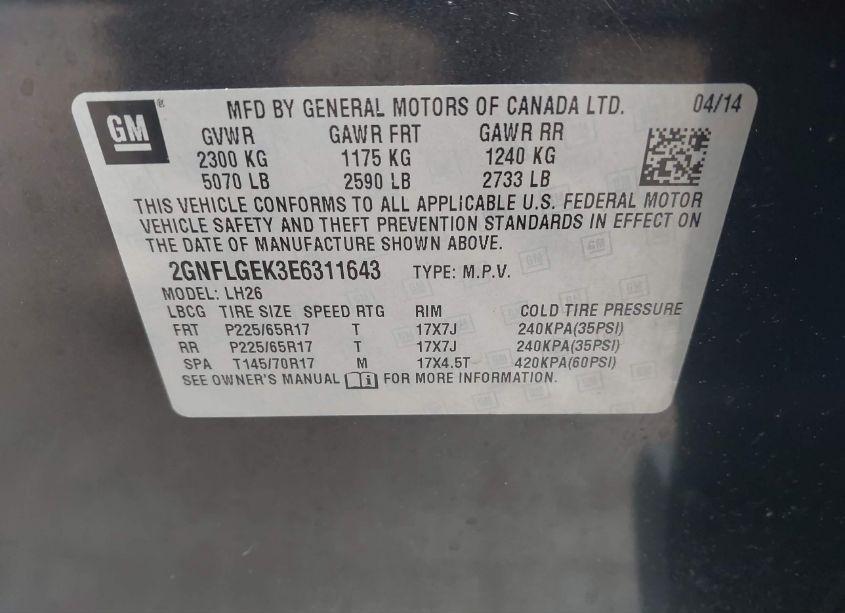 GM ® MFD BY GENERAL MOTORS OF CANADA LTD. 04/14
GVWR GAWR FRT GAWR RR
2300 KG 1175 KG 1240 KG
5070 LB 2590 LB 2733 LB
THIS VEHICLE CONFORMS TO ALL APPLICABLE U.S. FEDERAL MOTOR
VEHICLE SAFETY AND THEFT PREVENTION STANDARDS IN EFFECT ON
THE DATE OF MANUFACTURE SHOWN ABOVE.
2GNFLGEK3E6311643 TYPE: M.P.V.
MODEL: LH26
LBCG TIRE SIZE SPEED RTG RIM COLD TIRE PRESSURE
FRT P225/65R17 T 17X7J 240KPA(35PSI)
RR P225/65R17 T 17X7J 240KPA(35PSI)
SPA T145/70R17 M 17X4.5T 420KPA(60PSI)
SEE OWNER'S MANUAL i FOR MORE INFORMATION.